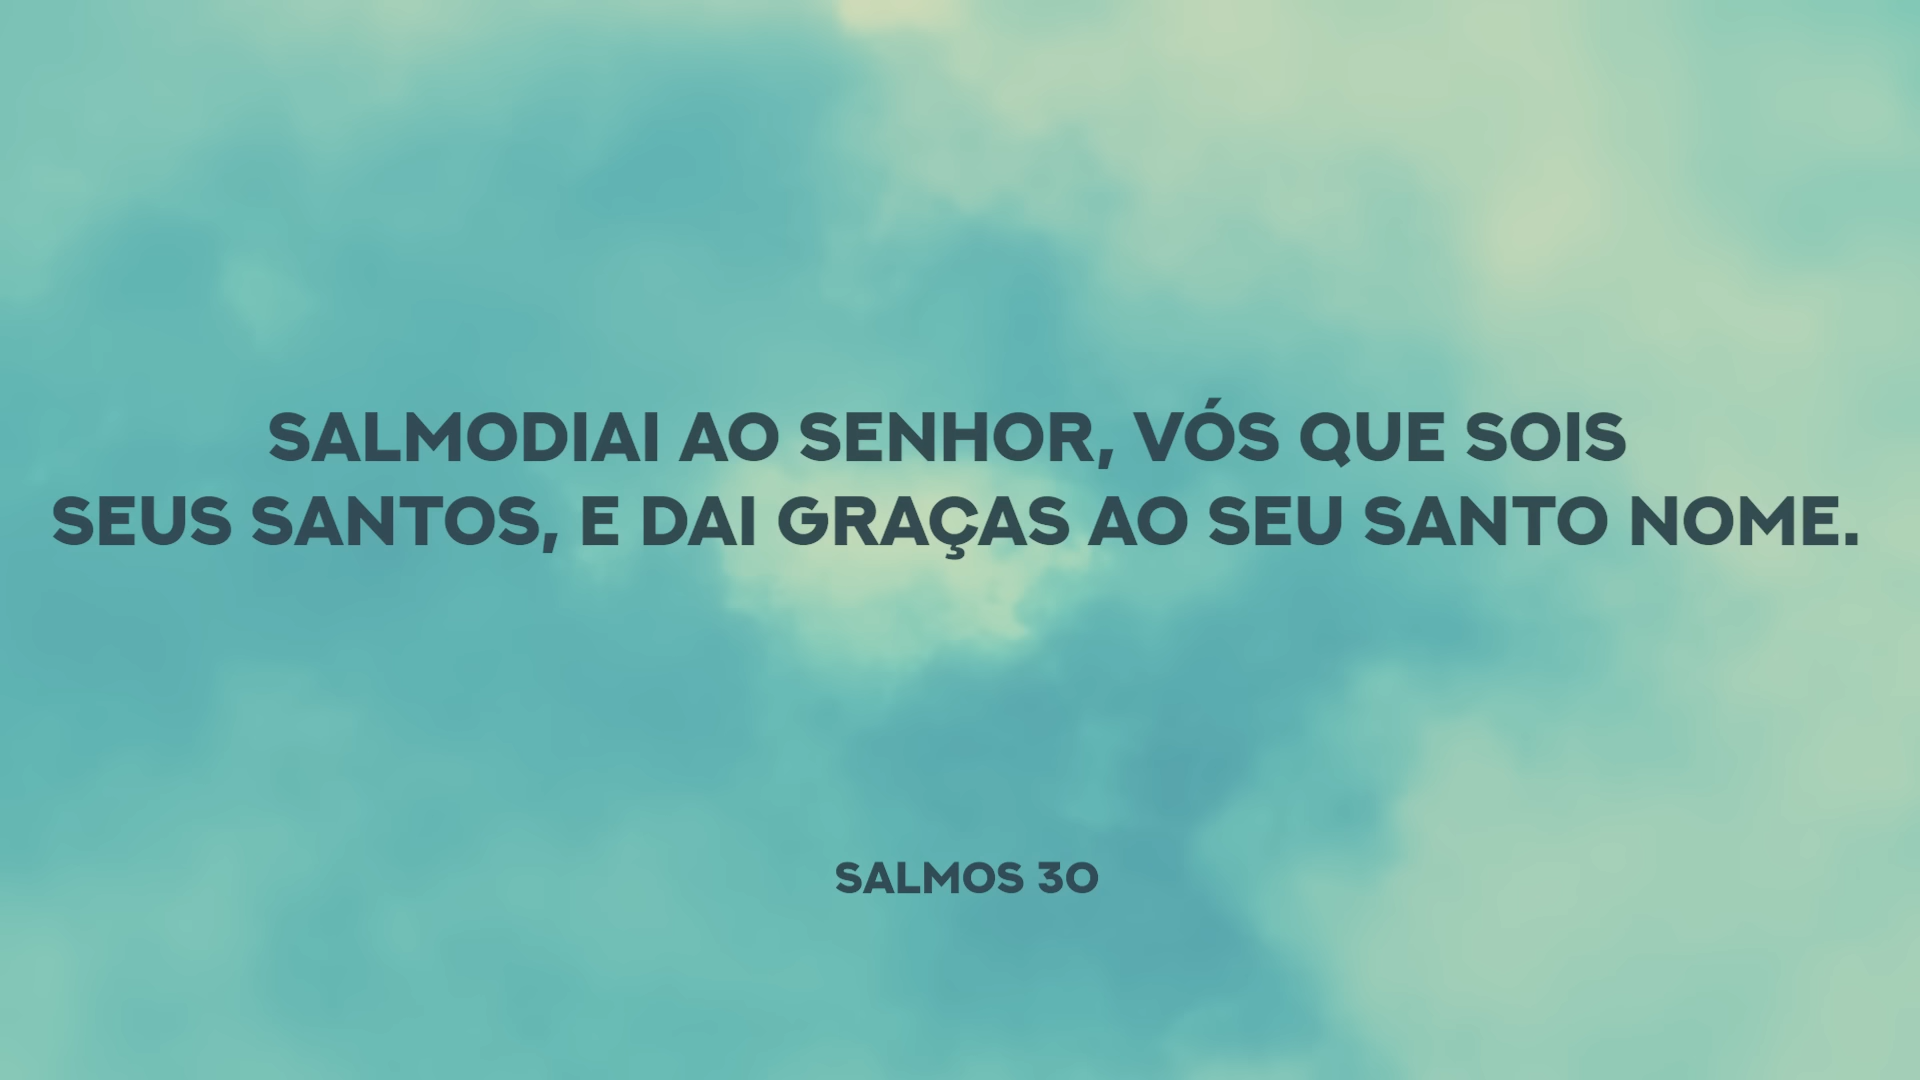 SALMODIAI AO SENHOR, VÓS QUE SOIS
SEUS SANTOS, E DAI GRAÇAS AO SEU SANTO NOME.
SALMOS 30